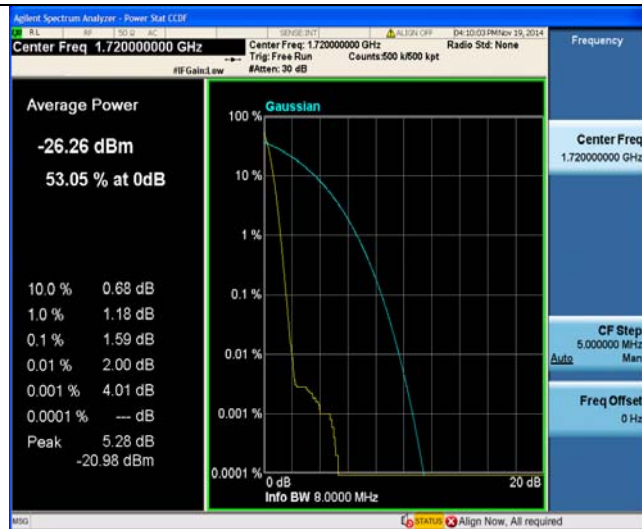 Agilent Spectrum Analyzer - Power Stat CCDF
RL RF 50 Ω AC SENSE:INT ALIGN OFF 04:10:03 PM Nov 19, 2014
Center Freq 1.720000000 GHz
Center Freq: 1.720000000 GHz Radio Std: None
Trig: Free Run Counts:500 k/500 kpt
#IFGain:Low #Atten: 30 dB
Frequency
Average Power
-26.26 dBm
53.05 % at 0dB
10.0 % 0.68 dB
1.0 % 1.18 dB
0.1 % 1.59 dB
0.01 % 2.00 dB
0.001 % 4.01 dB
0.0001 % --- dB
Peak 5.28 dB
-20.98 dBm
Gaussian
100 %
10 %
1 %
0.1 %
0.01 %
0.001 %
0.0001 %
0 dB 20 dB
Info BW 8.0000 MHz
Center Freq
1.720000000 GHz
CF Step
5.000000 MHz
Auto Man
Freq Offset
0 Hz
MSG STATUS Align Now, All required